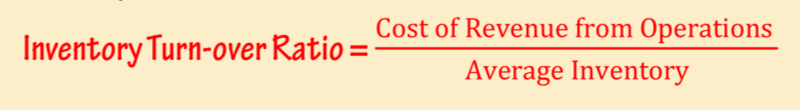 Inventory Turn-over Ratio = Cost of Revenue from Operations
Average Inventory